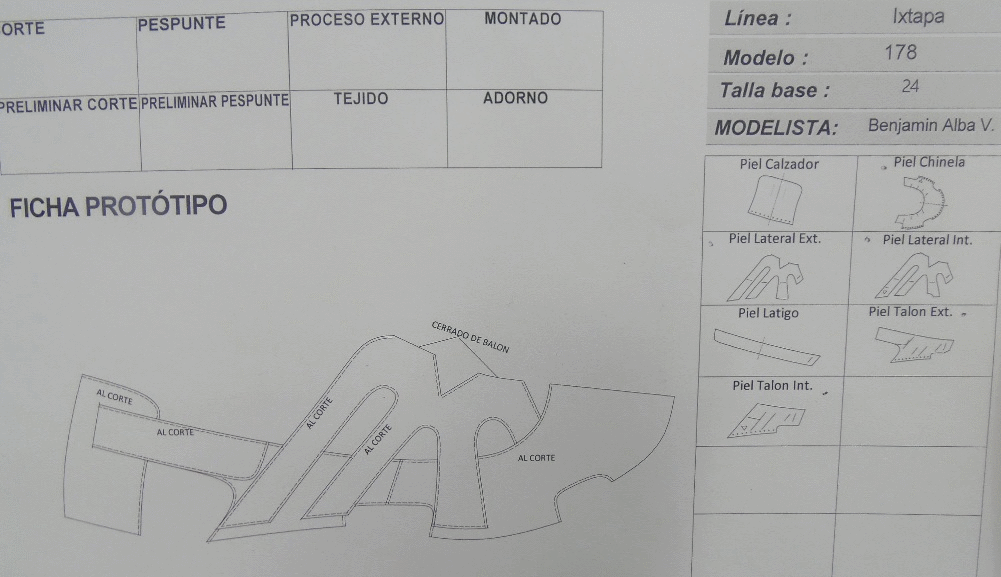 ORTE PESPUNTE PROCESO EXTERNO MONTADO
PRELIMINAR CORTE PRELIMINAR PESPUNTE TEJIDO ADORNO
FICHA PROTÓTIPO
Línea : Ixtapa
Modelo : 178
Talla base : 24
MODELISTA: Benjamin Alba V.
Piel Calzador Piel Chinela
Piel Lateral Ext. Piel Lateral Int.
Piel Latigo Piel Talon Ext.
Piel Talon Int.
CERRADO DE BALON
AL CORTE
AL CORTE
AL CORTE
AL CORTE
AL CORTE